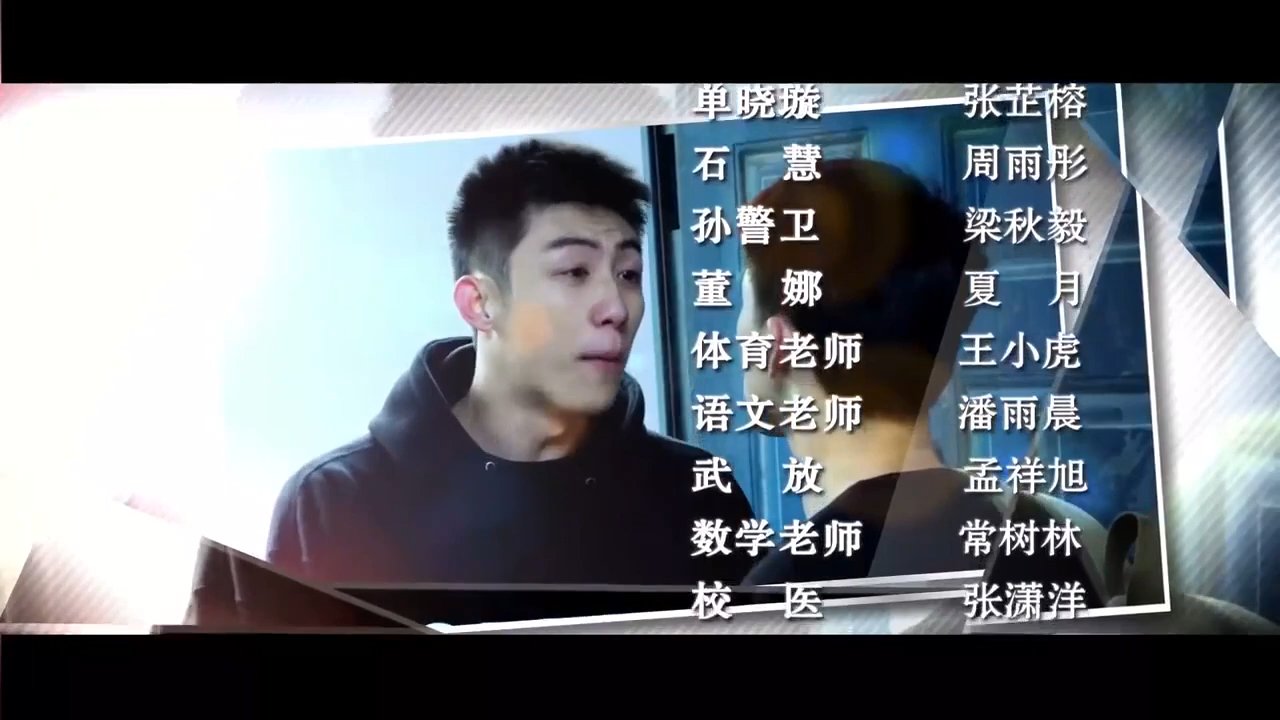 单晓璇 张芷榕
石慧 周雨彤
孙警卫 梁秋毅
董娜 夏月
体育老师 王小虎
语文老师 潘雨晨
武放 孟祥旭
数学老师 常树林
校医 张潇洋